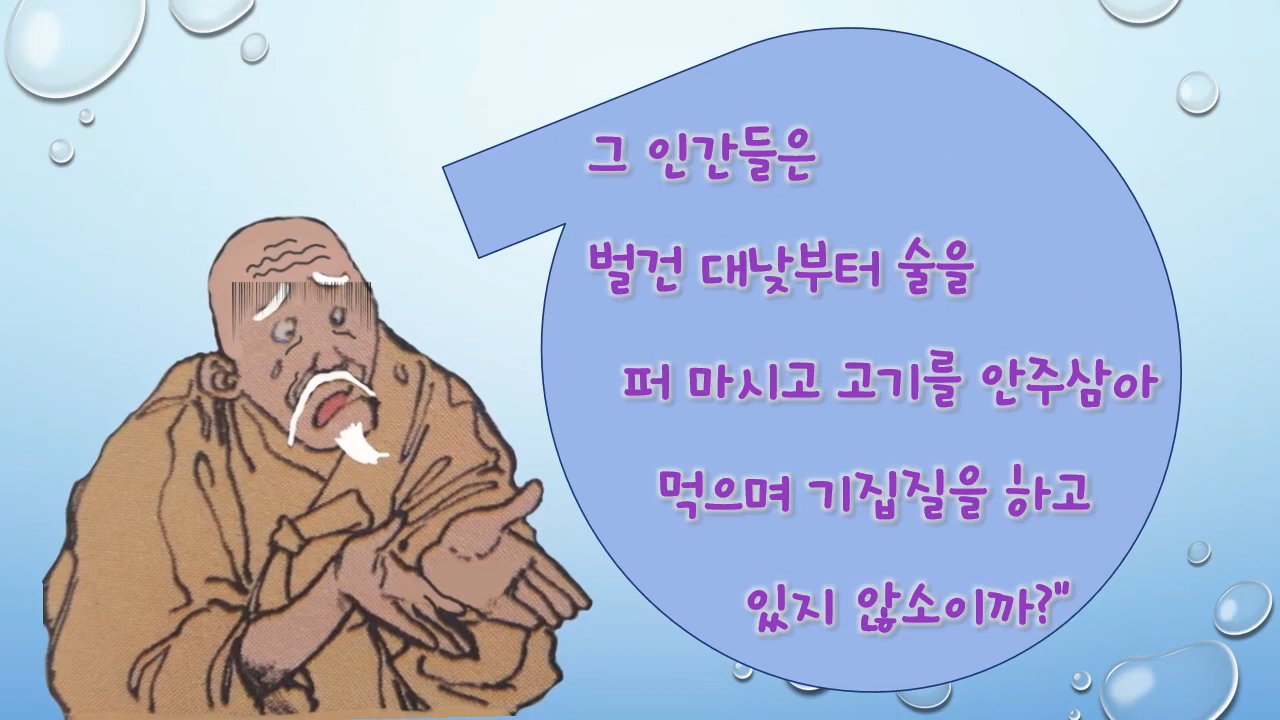 그 인간들은
벌건 대낮부터 술을
퍼 마시고 고기를 안주삼아
먹으며 기집질을 하고
있지 않소이까?"